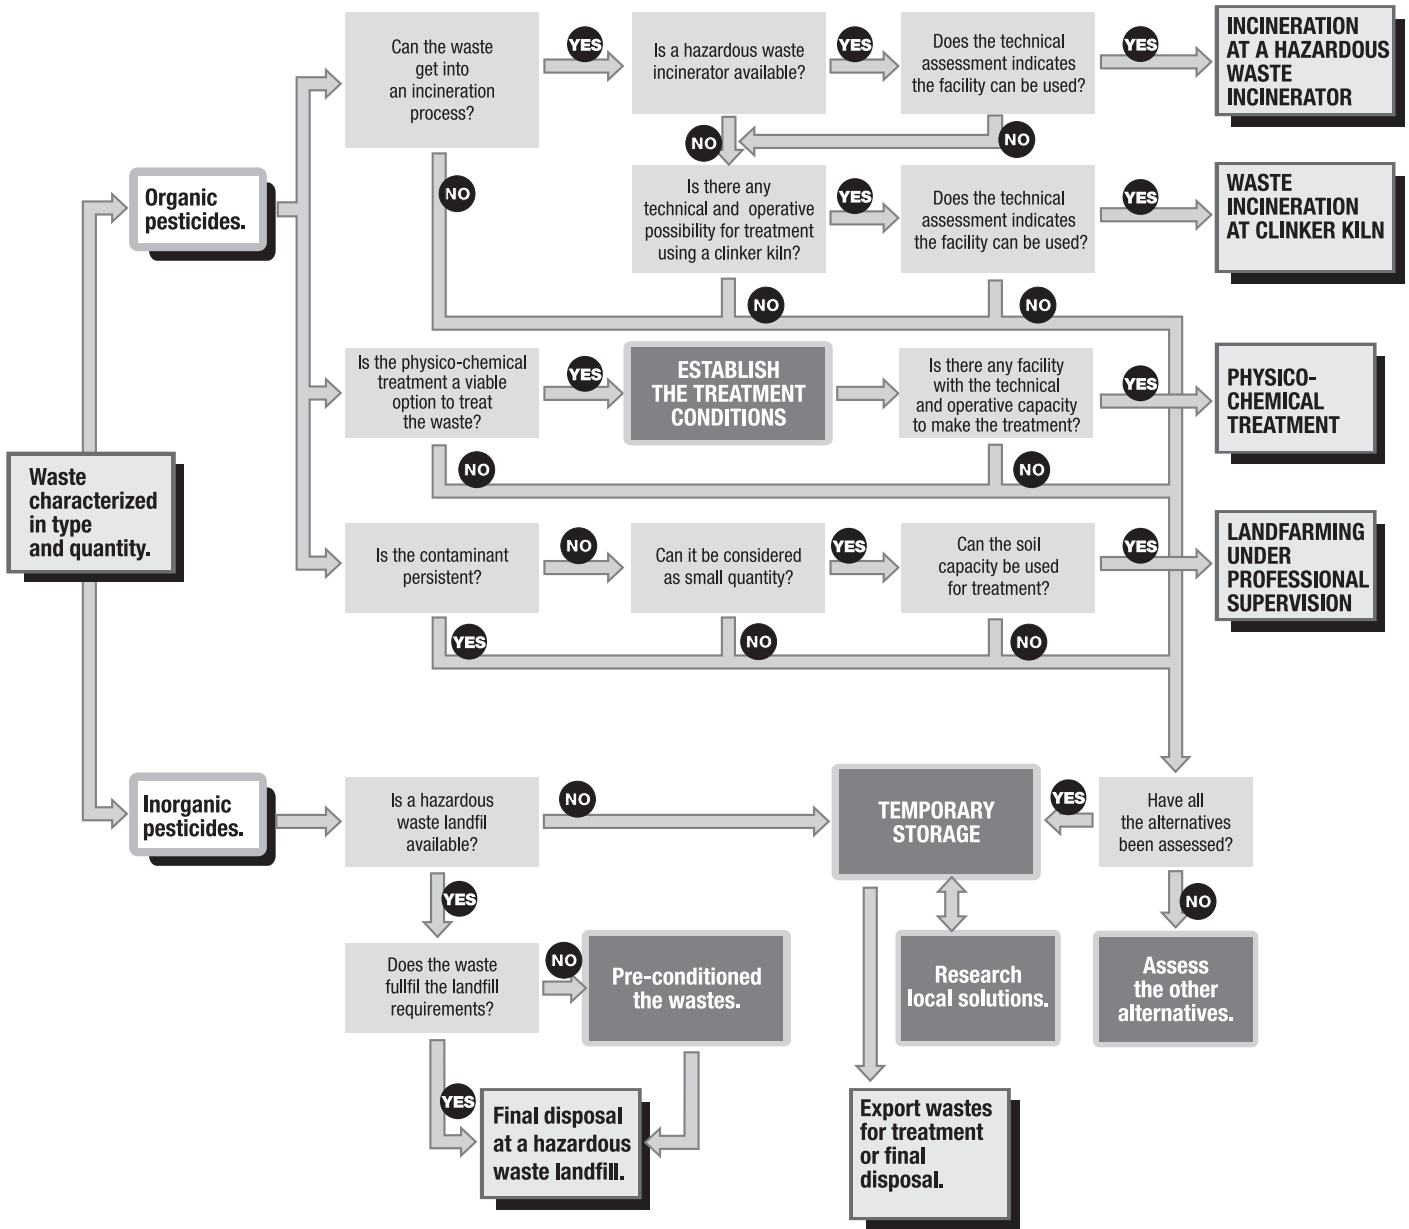 Can the waste
get into
an incineration
process?
YES
Is a hazardous waste
incinerator available?
YES
Does the technical
assessment indicates
the facility can be used?
YES
INCINERATION
AT A HAZARDOUS
WASTE
INCINERATOR
NO
NO
Organic
pesticides.
NO
Is there any
technical and operative
possibility for treatment
using a clinker kiln?
YES
Does the technical
assessment indicates
the facility can be used?
YES
WASTE
INCINERATION
AT CLINKER KILN
NO
NO
Is the physico-chemical
treatment a viable
option to treat
the waste?
YES
ESTABLISH
THE TREATMENT
CONDITIONS
Is there any facility
with the technical
and operative capacity
to make the treatment?
YES
PHYSICO-
CHEMICAL
TREATMENT
NO
NO
Waste
characterized
in type
and quantity.
Is the contaminant
persistent?
NO
Can it be considered
as small quantity?
YES
Can the soil
capacity be used
for treatment?
YES
LANDFARMING
UNDER
PROFESSIONAL
SUPERVISION
YES
NO
NO
Inorganic
pesticides.
Is a hazardous
waste landfil
available?
NO
TEMPORARY
STORAGE
YES
Have all
the alternatives
been assessed?
YES
NO
Does the waste
fullfil the landfill
requirements?
NO
Pre-conditioned
the wastes.
Research
local solutions.
Assess
the other
alternatives.
YES
Final disposal
at a hazardous
waste landfill.
Export wastes
for treatment
or final
disposal.